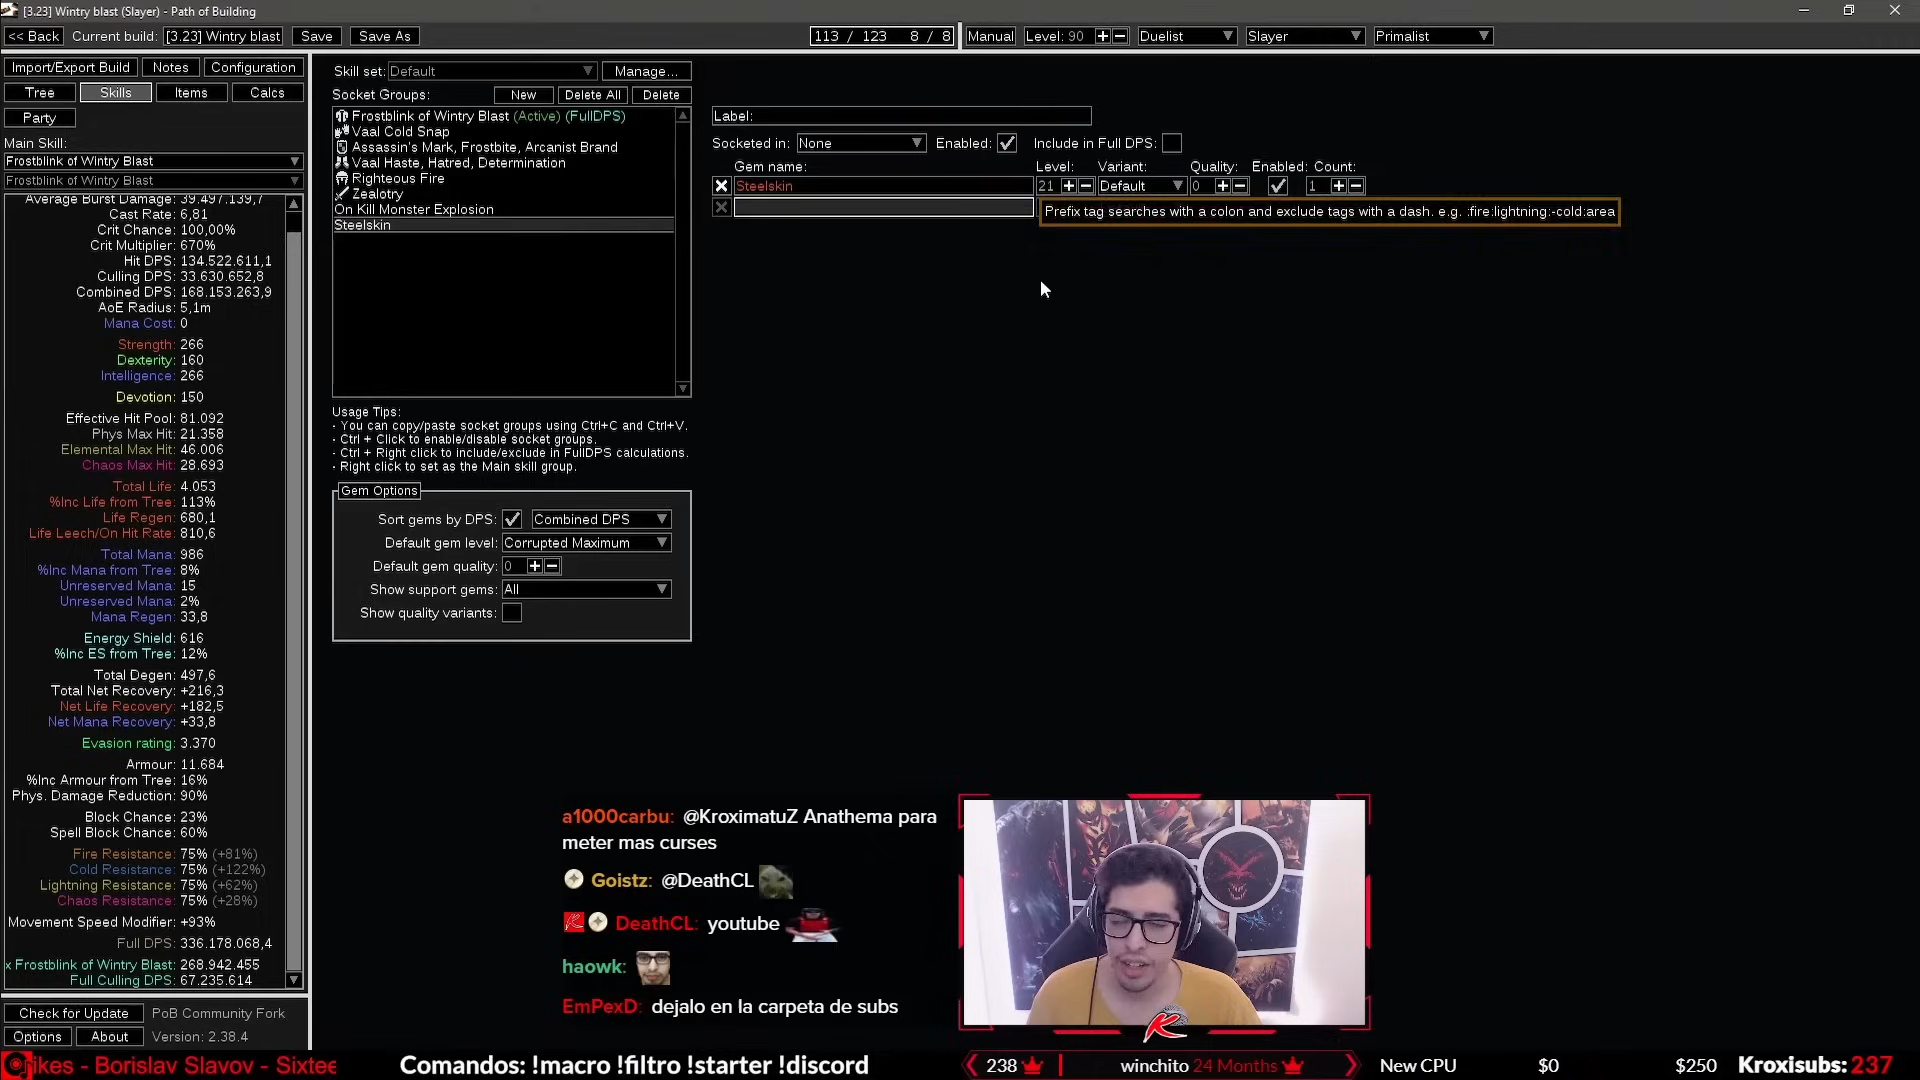 [3.23] Wintry blast (Slayer) - Path of Building
<< Back Current build: [3.23] Wintry blast Save Save As 113 / 123 8 / 8 Manual Level: 90 Duelist Slayer Primalist
Import/Export Build Notes Configuration
Tree Skills Items Calcs
Party
Main Skill:
Frostblink of Wintry Blast
Frostblink of Wintry Blast
Average Burst Damage: 39.497.139,7
Cast Rate: 6,81
Crit Chance: 100,00%
Crit Multiplier: 670%
Hit DPS: 134.522.611,1
Culling DPS: 33.630.652,8
Combined DPS: 168.153.263,9
AoE Radius: 5,1m
Mana Cost: 0
Strength: 266
Dexterity: 160
Intelligence: 266
Devotion: 150
Effective Hit Pool: 81.092
Phys Max Hit: 21.358
Elemental Max Hit: 46.006
Chaos Max Hit: 28.693
Total Life: 4.053
%Inc Life from Tree: 113%
Life Regen: 680,1
Life Leech/On Hit Rate: 810,6
Total Mana: 986
%Inc Mana from Tree: 8%
Unreserved Mana: 15
Unreserved Mana: 2%
Mana Regen: 33,8
Energy Shield: 616
%Inc ES from Tree: 12%
Total Degen: 497,6
Total Net Recovery: +216,3
Net Life Recovery: +182,5
Net Mana Recovery: +33,8
Evasion rating: 3.370
Armour: 11.684
%Inc Armour from Tree: 16%
Phys. Damage Reduction: 90%
Block Chance: 23%
Spell Block Chance: 60%
Fire Resistance: 75% (+81%)
Cold Resistance: 75% (+122%)
Lightning Resistance: 75% (+62%)
Chaos Resistance: 75% (+28%)
Movement Speed Modifier: +93%
Full DPS: 336.178.068,4
x Frostblink of Wintry Blast: 268.942.455
Full Culling DPS: 67.235.614
Check for Update PoB Community Fork
Options About Version: 2.38.4
Skill set: Default Manage...
Socket Groups: New Delete All Delete
Frostblink of Wintry Blast (Active) (FullDPS)
Vaal Cold Snap
Assassin's Mark, Frostbite, Arcanist Brand
Vaal Haste, Hatred, Determination
Righteous Fire
Zealotry
On Kill Monster Explosion
Steelskin
Usage Tips:
- You can copy/paste socket groups using Ctrl+C and Ctrl+V.
- Ctrl + Click to enable/disable socket groups.
- Ctrl + Right click to include/exclude in FullDPS calculations.
- Right click to set as the Main skill group.
Gem Options
Sort gems by DPS: Combined DPS
Default gem level: Corrupted Maximum
Default gem quality: 0
Show support gems: All
Show quality variants:
Label:
Socketed in: None Enabled: Include in Full DPS:
Gem name: Level: Variant: Quality: Enabled: Count:
Steelskin 21 Default 0 1
Prefix tag searches with a colon and exclude tags with a dash. e.g. :fire:lightning:-cold:area
a1000carbu: @KroximatuZ Anathema para
meter mas curses
Goistz: @DeathCL
DeathCL: youtube
haowk:
EmPexD: dejalo en la carpeta de subs
ikes - Borislav Slavov - Sixtee Comandos: !macro !filtro !starter !discord 238 winchito 24 Months New CPU $0 $250 Kroxisubs: 237